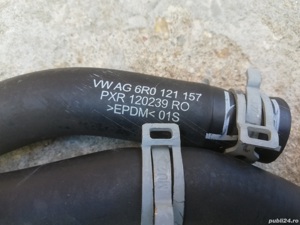 VW AG 6R0 121 157
PXR 120239 RO
>EPDM< 01S
publi24.ro